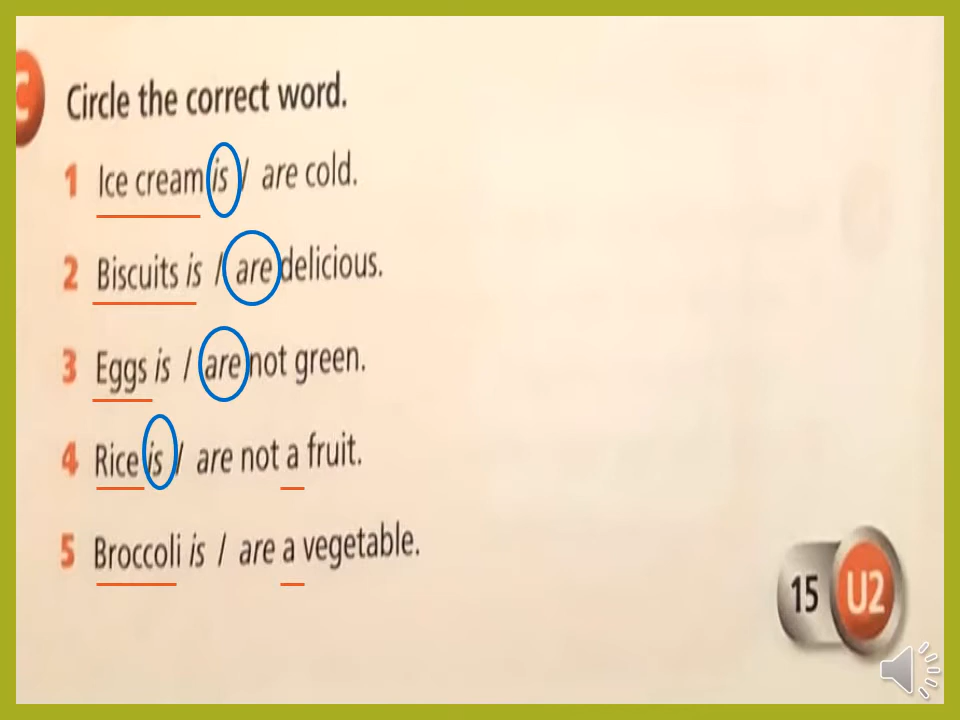 C Circle the correct word.
1 Ice cream is / are cold.
2 Biscuits is / are delicious.
3 Eggs is / are not green.
4 Rice is / are not a fruit.
5 Broccoli is / are a vegetable.
15 U2